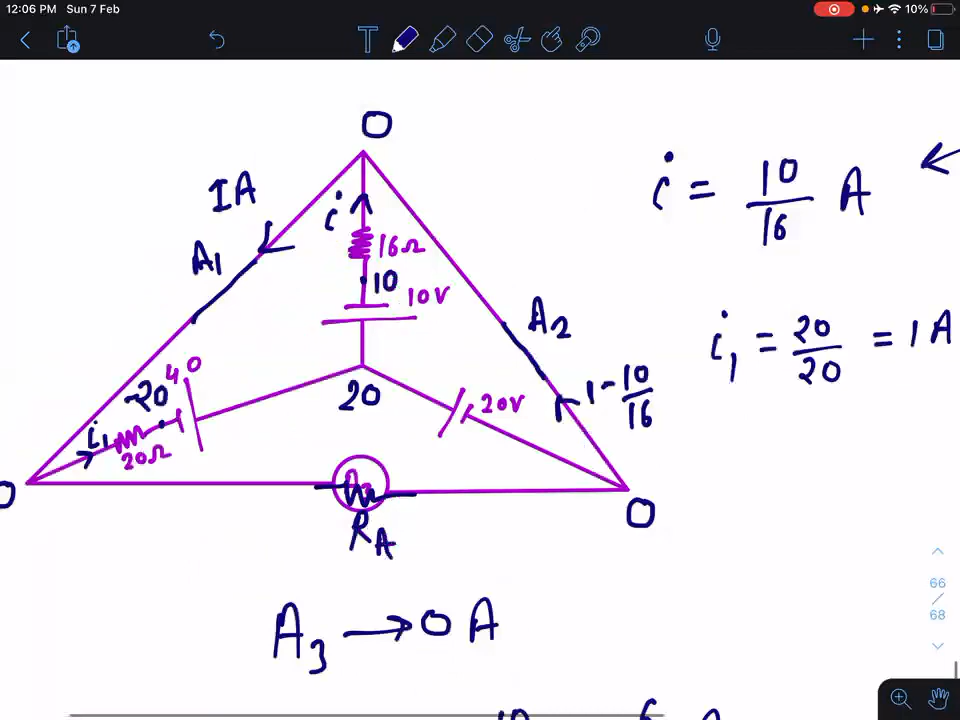 12:06 PM Sun 7 Feb
10%
O
IA
i
16Ω
i = 10/16 A
A1
10
10V
A2
i1 = 20/20 = 1A
40
-20
20
20V
1-10/16
i1
20Ω
O
O
RA
A3 → 0 A
66
/
68